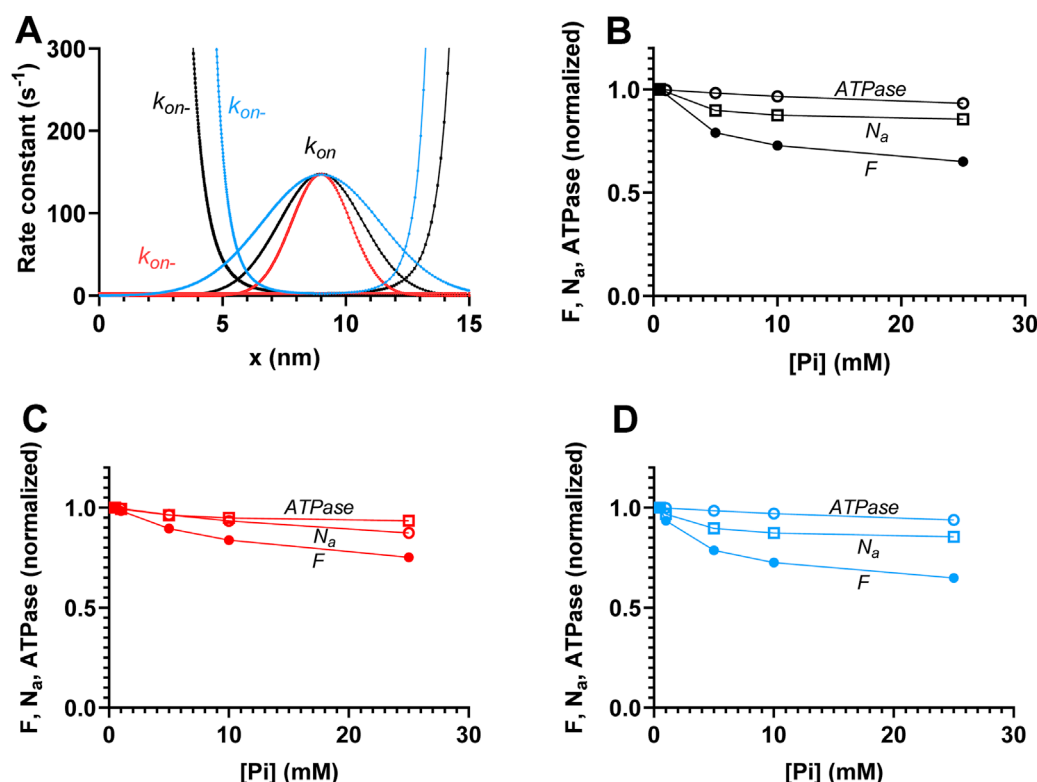 A
Rate constant (s⁻¹)
300
200
100
0
kon-
kon-
kon
kon-
0
5
10
15
x (nm)
B
F, Na, ATPase (normalized)
1.0
0.5
0.0
ATPase
Na
F
0
10
20
30
[Pi] (mM)
C
F, Na, ATPase (normalized)
1.0
0.5
0.0
ATPase
Na
F
0
10
20
30
[Pi] (mM)
D
F, Na, ATPase (normalized)
1.0
0.5
0.0
ATPase
Na
F
0
10
20
30
[Pi] (mM)